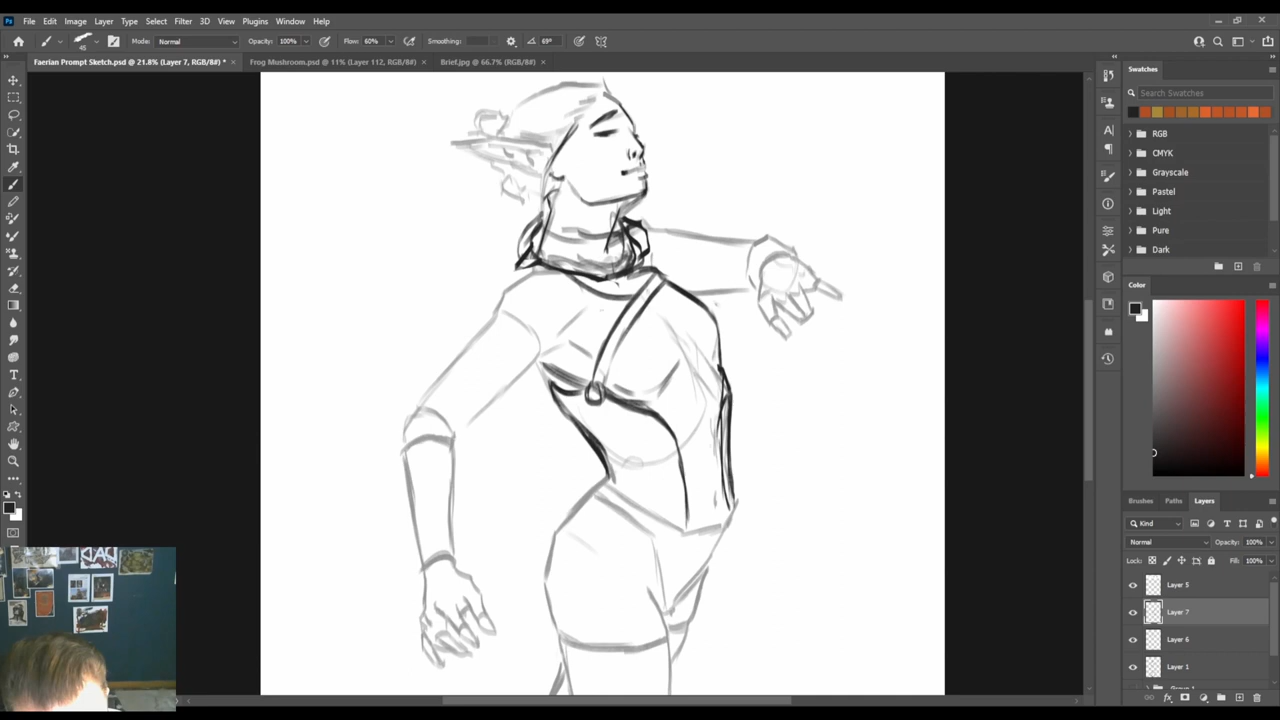 Ps File Edit Image Layer Type Select Filter 3D View Plugins Window Help
45 Mode: Normal Opacity: 100% Flow: 60% Smoothing: 69°
Faerian Prompt Sketch.psd @ 21.8% (Layer 7, RGB/8#) * × Frog Mushroom.psd @ 11% (Layer 112, RGB/8#) × Brief.jpg @ 66.7% (RGB/8#) ×
Swatches
Search Swatches
RGB
CMYK
Grayscale
Pastel
Light
Pure
Dark
Color
Brushes Paths Layers
Kind
Normal Opacity: 100%
Lock: Fill: 100%
Layer 5
Layer 7
Layer 6
Layer 1